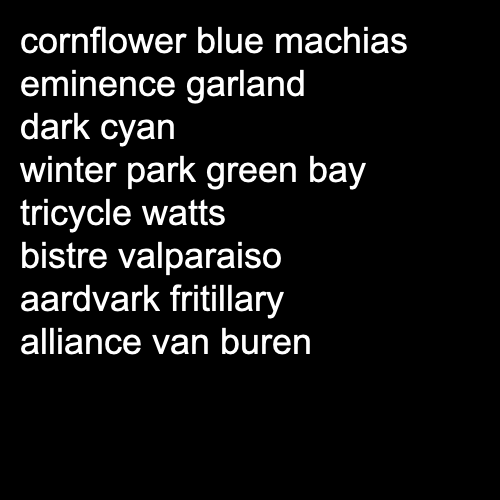 cornflower blue machias
eminence garland
dark cyan
winter park green bay
tricycle watts
bistre valparaiso
aardvark fritillary
alliance van buren